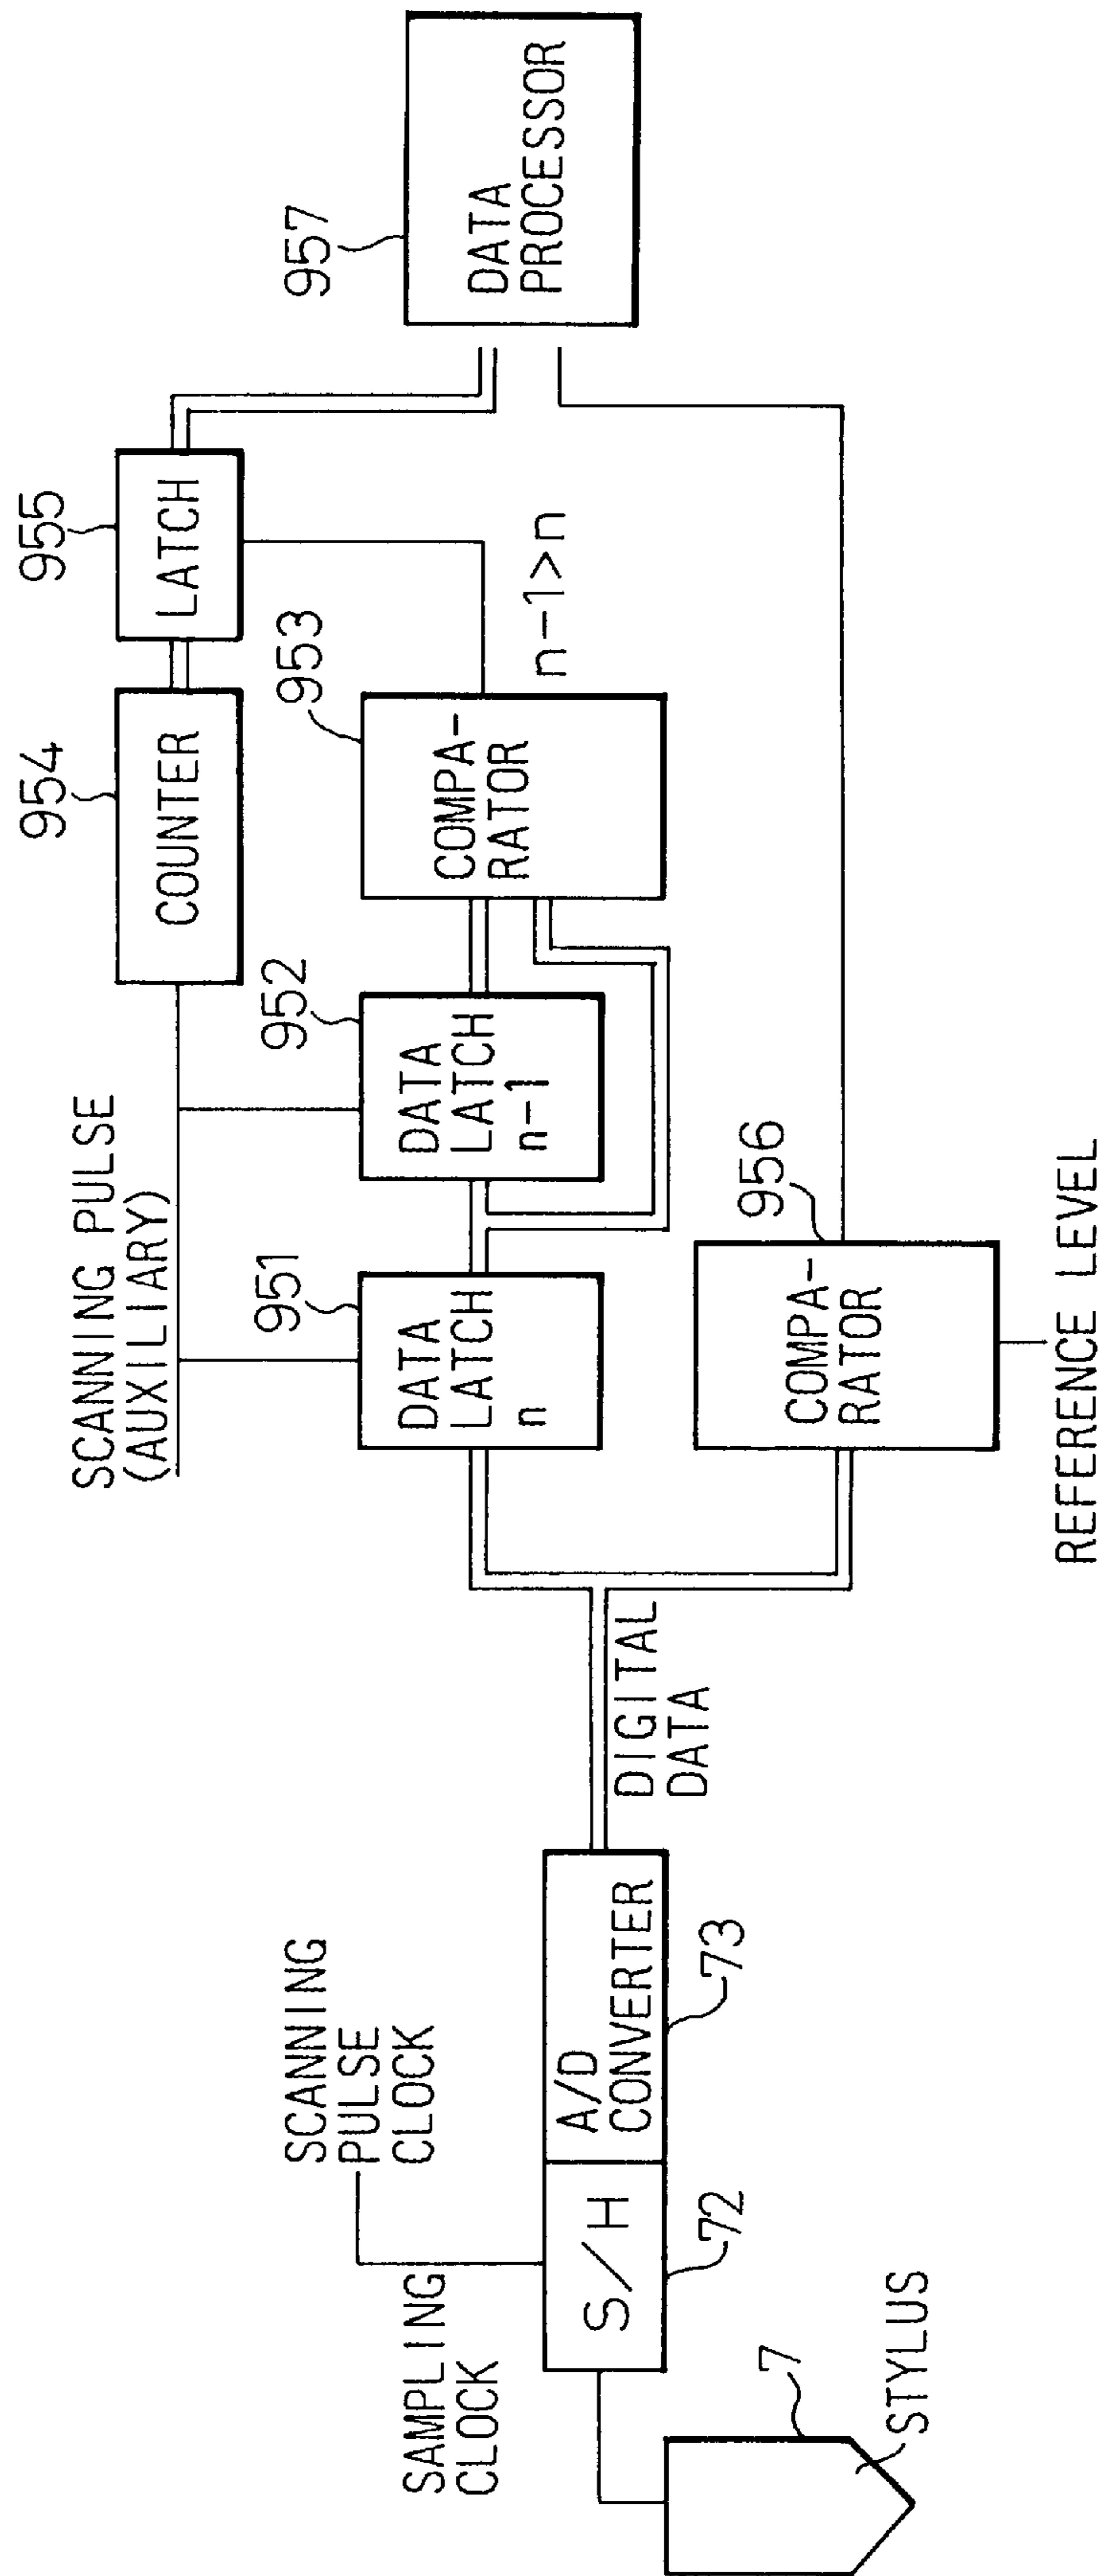 SCANNING PULSE
(AUXILIARY)
954
COUNTER
955
LATCH
957
DATA
PROCESSOR
951
DATA
LATCH
n
952
DATA
LATCH
n-1
953
COMPA-
RATOR
n-1>n
SCANNING
PULSE
CLOCK
SAMPLING
CLOCK
S/H
72
A/D
CONVERTER
73
DIGITAL
DATA
956
COMPA-
RATOR
REFERENCE LEVEL
7
STYLUS